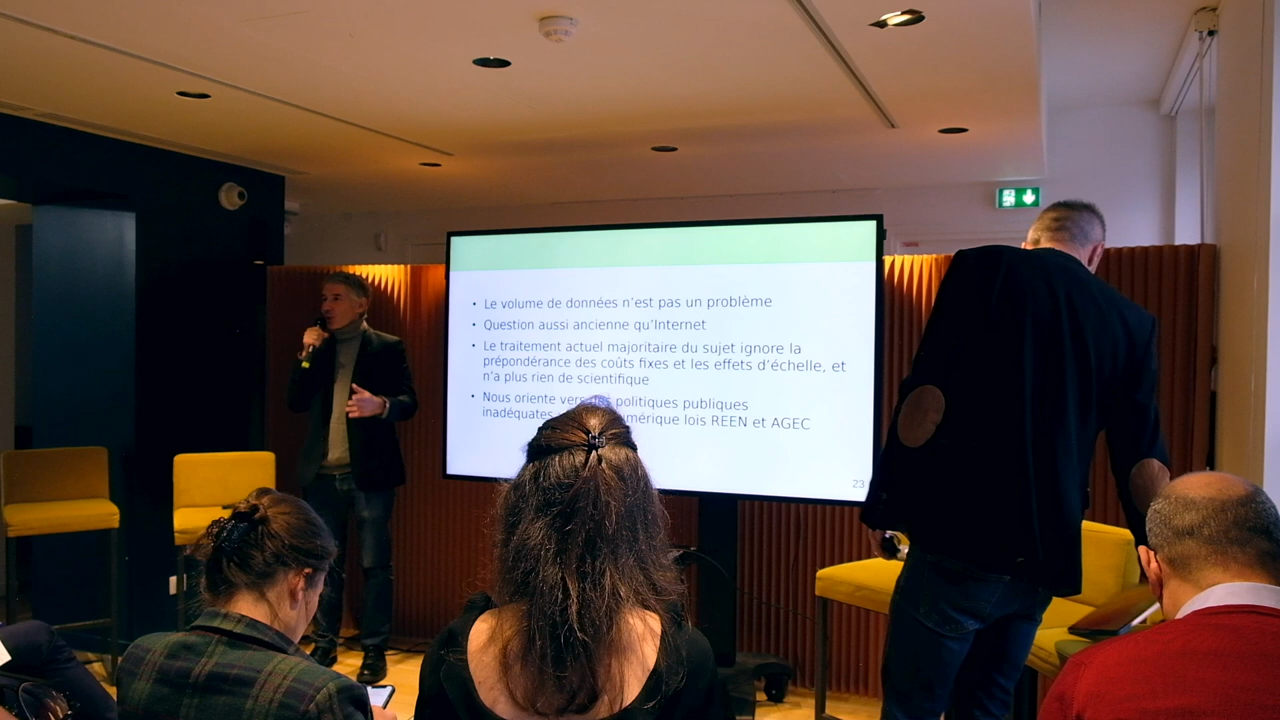 • Le volume de données n'est pas un problème
• Question aussi ancienne qu'Internet
• Le traitement actuel majoritaire du sujet ignore la
prépondérance des coûts fixes et les effets d'échelle, et
n'a plus rien de scientifique
• Nous oriente vers des politiques publiques
inadéquates lois REEN et AGEC
23